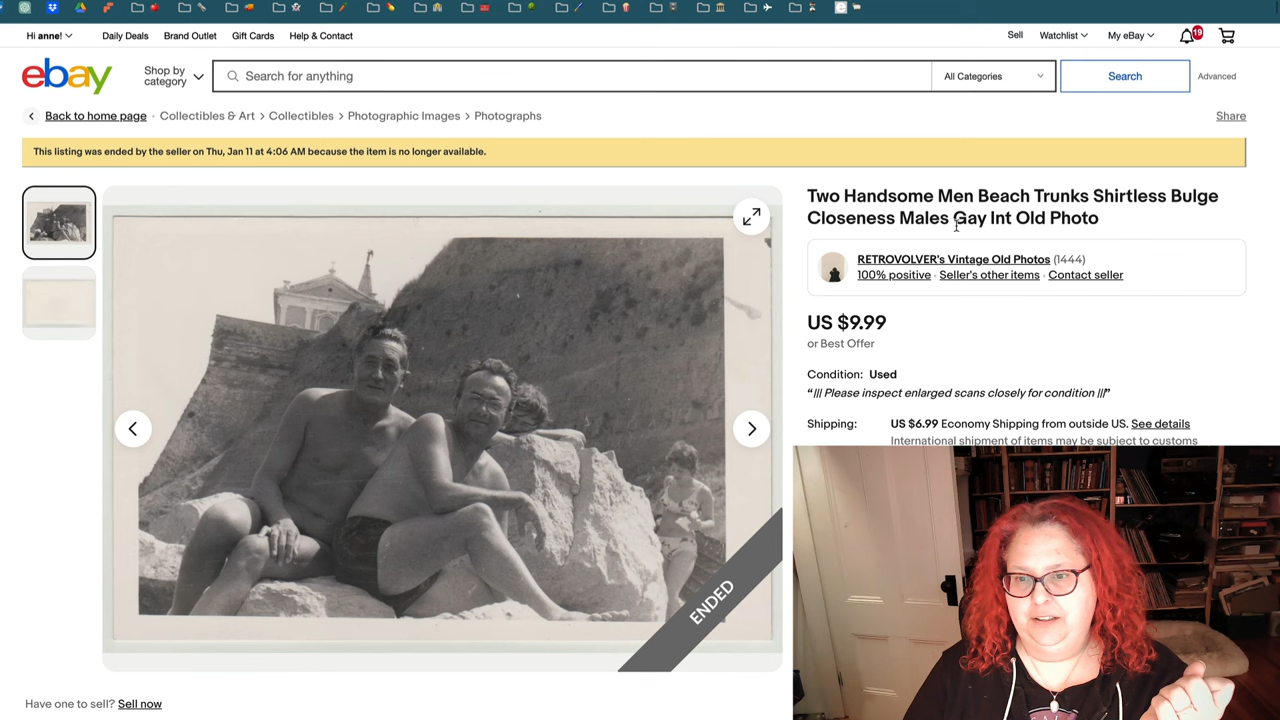 Hi anne!
Daily Deals
Brand Outlet
Gift Cards
Help & Contact
Sell
Watchlist
My eBay
19
ebay
Shop by
category
Search for anything
All Categories
Search
Advanced
Back to home page
Collectibles & Art
Collectibles
Photographic Images
Photographs
Share
This listing was ended by the seller on Thu, Jan 11 at 4:06 AM because the item is no longer available.
Two Handsome Men Beach Trunks Shirtless Bulge
Closeness Males Gay Int Old Photo
RETROVOLVER's Vintage Old Photos (1444)
100% positive · Seller's other items · Contact seller
US $9.99
or Best Offer
Condition: Used
“||| Please inspect enlarged scans closely for condition |||”
Shipping: US $6.99 Economy Shipping from outside US. See details
International shipment of items may be subject to customs
ENDED
Have one to sell? Sell now